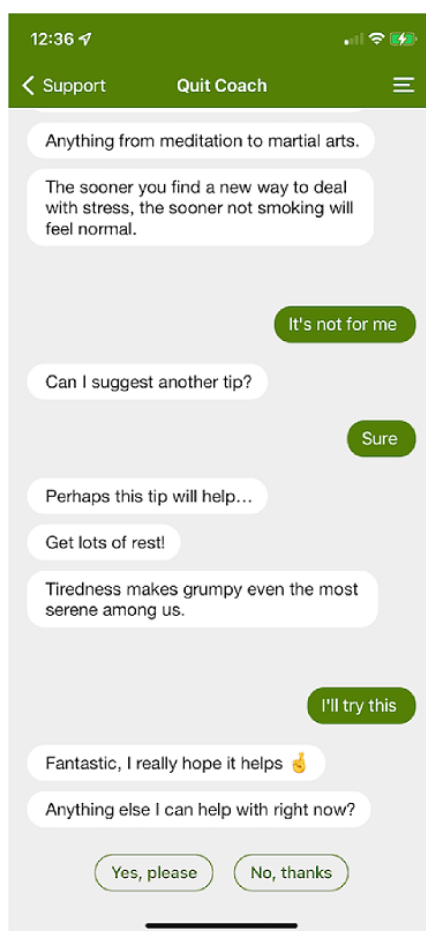 12:36
Support
Quit Coach
Anything from meditation to martial arts.
The sooner you find a new way to deal
with stress, the sooner not smoking will
feel normal.
It's not for me
Can I suggest another tip?
Sure
Perhaps this tip will help...
Get lots of rest!
Tiredness makes grumpy even the most
serene among us.
I'll try this
Fantastic, I really hope it helps 🤞
Anything else I can help with right now?
Yes, please
No, thanks